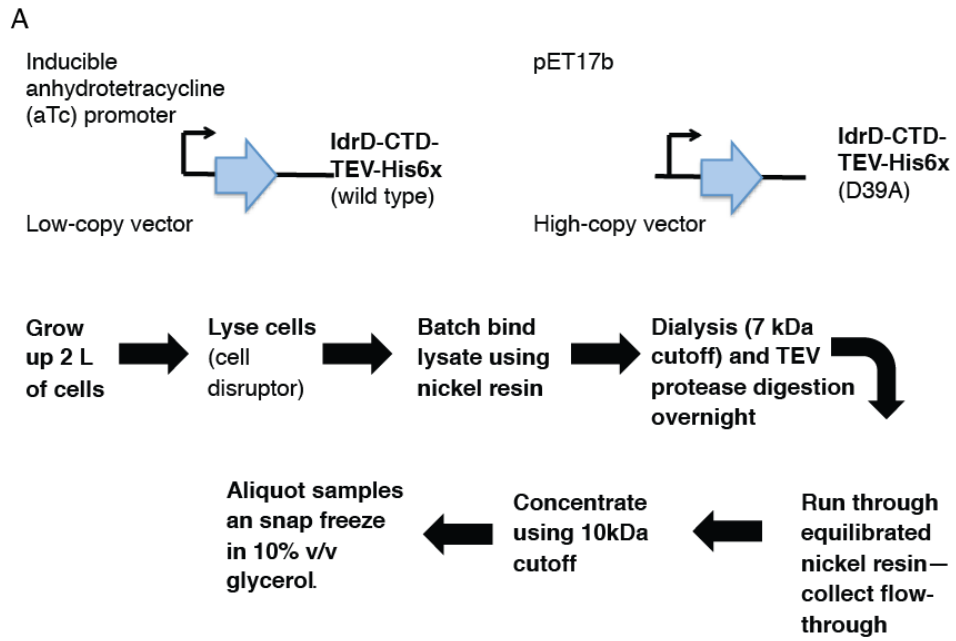 A
Inducible
anhydrotetracycline
(aTc) promoter
IdrD-CTD-
TEV-His6x
(wild type)
Low-copy vector
pET17b
IdrD-CTD-
TEV-His6x
(D39A)
High-copy vector
Grow
up 2 L
of cells
Lyse cells
(cell
disruptor)
Batch bind
lysate using
nickel resin
Dialysis (7 kDa
cutoff) and TEV
protease digestion
overnight
Run through
equilibrated
nickel resin—
collect flow-
through
Concentrate
using 10kDa
cutoff
Aliquot samples
an snap freeze
in 10% v/v
glycerol.